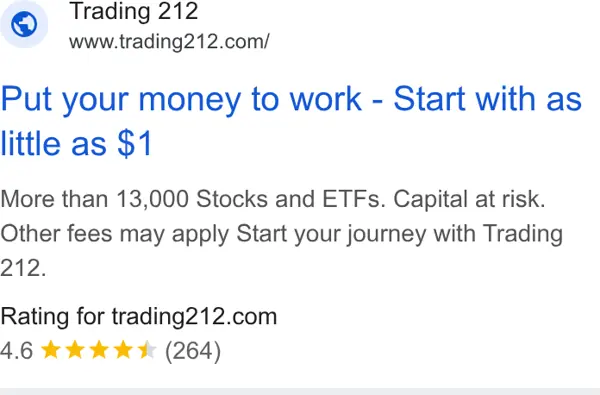 Trading 212
www.trading212.com/
Put your money to work - Start with as
little as $1
More than 13,000 Stocks and ETFs. Capital at risk.
Other fees may apply Start your journey with Trading
212.
Rating for trading212.com
4.6 (264)